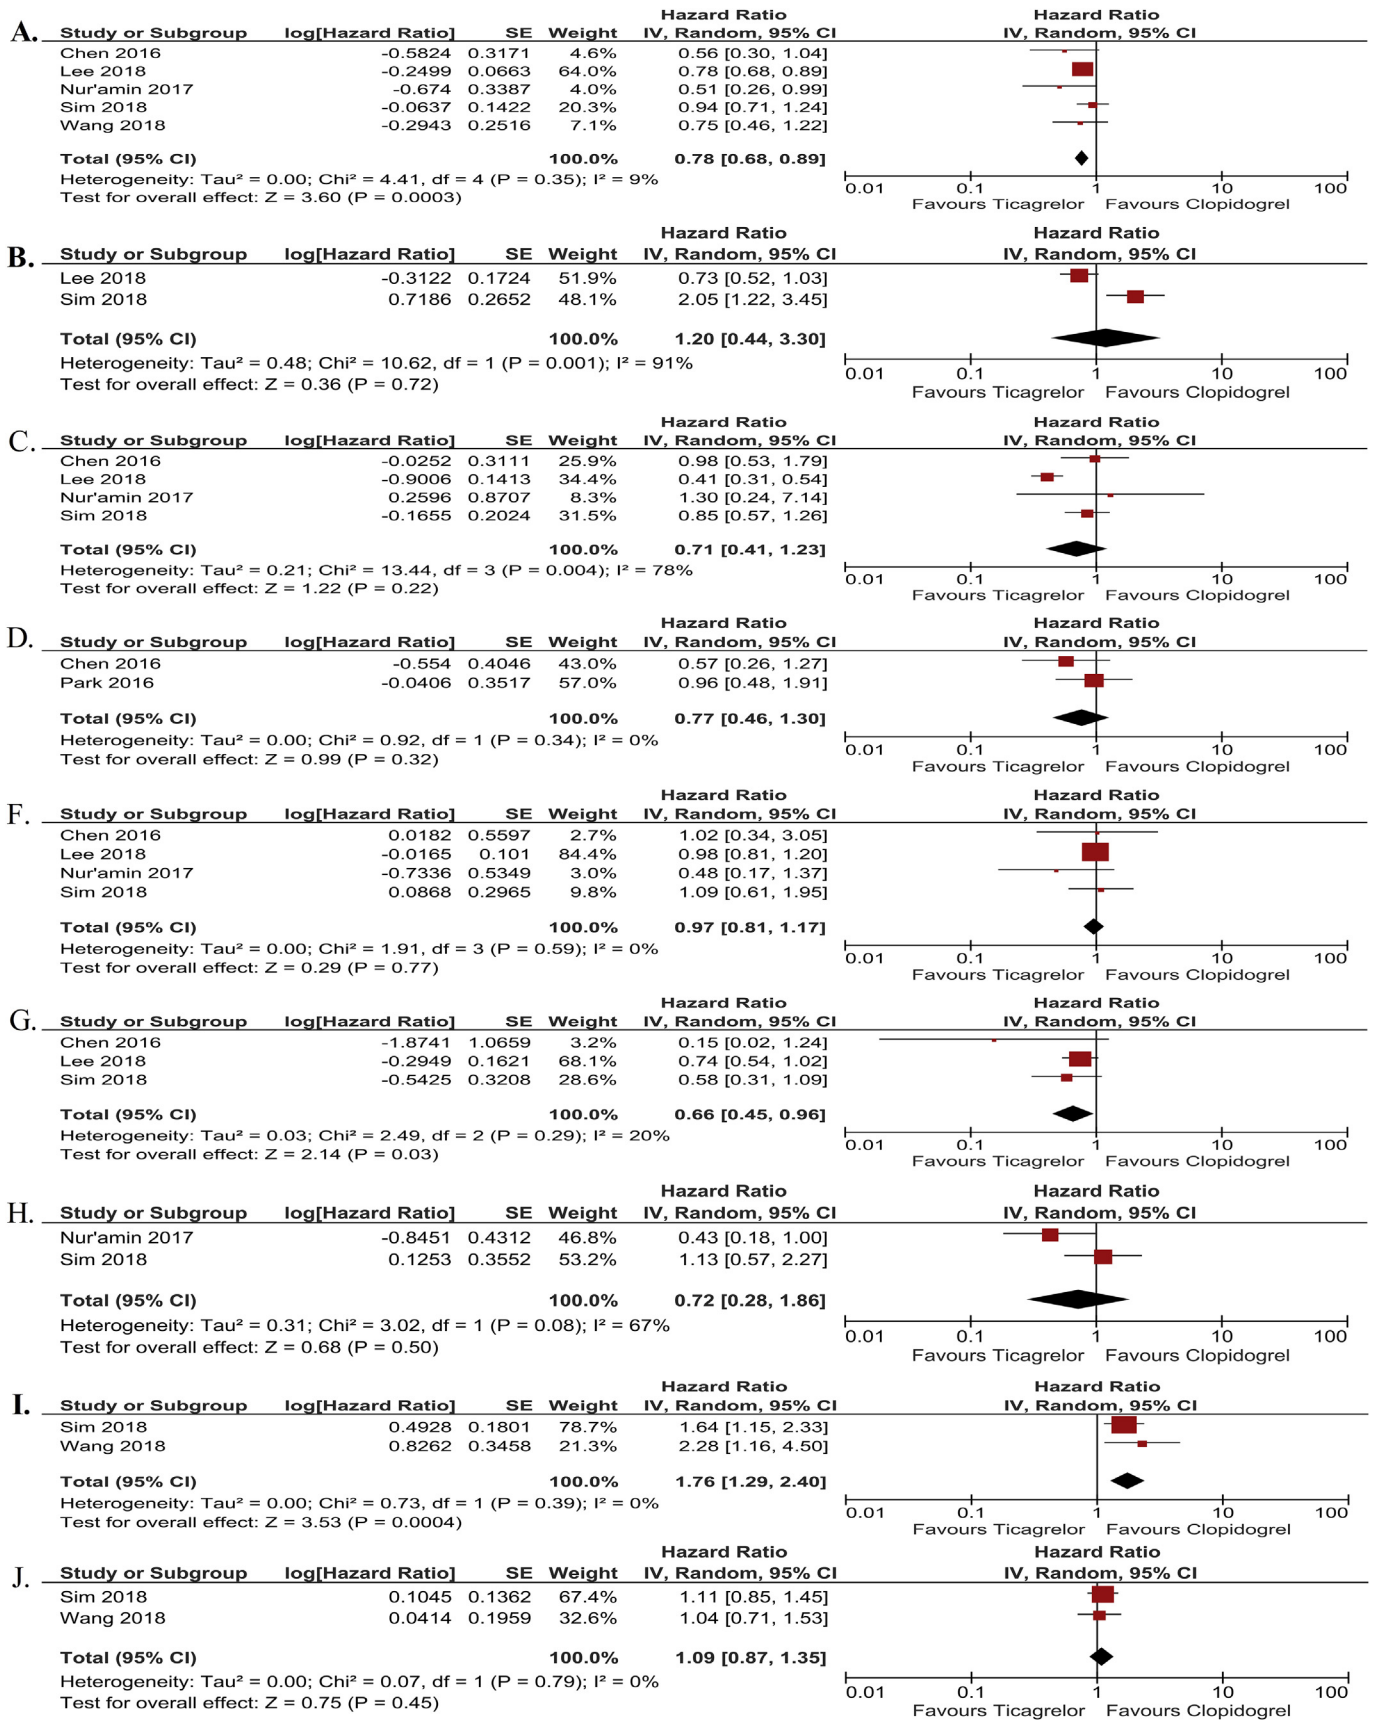 A.
Hazard Ratio Hazard Ratio
Study or Subgroup log[Hazard Ratio] SE Weight IV, Random, 95% CI IV, Random, 95% CI
Chen 2016 -0.5824 0.3171 4.6% 0.56 [0.30, 1.04]
Lee 2018 -0.2499 0.0663 64.0% 0.78 [0.68, 0.89]
Nur'amin 2017 -0.674 0.3387 4.0% 0.51 [0.26, 0.99]
Sim 2018 -0.0637 0.1422 20.3% 0.94 [0.71, 1.24]
Wang 2018 -0.2943 0.2516 7.1% 0.75 [0.46, 1.22]
Total (95% CI) 100.0% 0.78 [0.68, 0.89]
Heterogeneity: Tau² = 0.00; Chi² = 4.41, df = 4 (P = 0.35); I² = 9%
Test for overall effect: Z = 3.60 (P = 0.0003)
0.01 0.1 1 10 100
Favours Ticagrelor Favours Clopidogrel
B.
Hazard Ratio Hazard Ratio
Study or Subgroup log[Hazard Ratio] SE Weight IV, Random, 95% CI IV, Random, 95% CI
Lee 2018 -0.3122 0.1724 51.9% 0.73 [0.52, 1.03]
Sim 2018 0.7186 0.2652 48.1% 2.05 [1.22, 3.45]
Total (95% CI) 100.0% 1.20 [0.44, 3.30]
Heterogeneity: Tau² = 0.48; Chi² = 10.62, df = 1 (P = 0.001); I² = 91%
Test for overall effect: Z = 0.36 (P = 0.72)
0.01 0.1 1 10 100
Favours Ticagrelor Favours Clopidogrel
C.
Hazard Ratio Hazard Ratio
Study or Subgroup log[Hazard Ratio] SE Weight IV, Random, 95% CI IV, Random, 95% CI
Chen 2016 -0.0252 0.3111 25.9% 0.98 [0.53, 1.79]
Lee 2018 -0.9006 0.1413 34.4% 0.41 [0.31, 0.54]
Nur'amin 2017 0.2596 0.8707 8.3% 1.30 [0.24, 7.14]
Sim 2018 -0.1655 0.2024 31.5% 0.85 [0.57, 1.26]
Total (95% CI) 100.0% 0.71 [0.41, 1.23]
Heterogeneity: Tau² = 0.21; Chi² = 13.44, df = 3 (P = 0.004); I² = 78%
Test for overall effect: Z = 1.22 (P = 0.22)
0.01 0.1 1 10 100
Favours Ticagrelor Favours Clopidogrel
D.
Hazard Ratio Hazard Ratio
Study or Subgroup log[Hazard Ratio] SE Weight IV, Random, 95% CI IV, Random, 95% CI
Chen 2016 -0.554 0.4046 43.0% 0.57 [0.26, 1.27]
Park 2016 -0.0406 0.3517 57.0% 0.96 [0.48, 1.91]
Total (95% CI) 100.0% 0.77 [0.46, 1.30]
Heterogeneity: Tau² = 0.00; Chi² = 0.92, df = 1 (P = 0.34); I² = 0%
Test for overall effect: Z = 0.99 (P = 0.32)
0.01 0.1 1 10 100
Favours Ticagrelor Favours Clopidogrel
F.
Hazard Ratio Hazard Ratio
Study or Subgroup log[Hazard Ratio] SE Weight IV, Random, 95% CI IV, Random, 95% CI
Chen 2016 0.0182 0.5597 2.7% 1.02 [0.34, 3.05]
Lee 2018 -0.0165 0.101 84.4% 0.98 [0.81, 1.20]
Nur'amin 2017 -0.7336 0.5349 3.0% 0.48 [0.17, 1.37]
Sim 2018 0.0868 0.2965 9.8% 1.09 [0.61, 1.95]
Total (95% CI) 100.0% 0.97 [0.81, 1.17]
Heterogeneity: Tau² = 0.00; Chi² = 1.91, df = 3 (P = 0.59); I² = 0%
Test for overall effect: Z = 0.29 (P = 0.77)
0.01 0.1 1 10 100
Favours Ticagrelor Favours Clopidogrel
G.
Hazard Ratio Hazard Ratio
Study or Subgroup log[Hazard Ratio] SE Weight IV, Random, 95% CI IV, Random, 95% CI
Chen 2016 -1.8741 1.0659 3.2% 0.15 [0.02, 1.24]
Lee 2018 -0.2949 0.1621 68.1% 0.74 [0.54, 1.02]
Sim 2018 -0.5425 0.3208 28.6% 0.58 [0.31, 1.09]
Total (95% CI) 100.0% 0.66 [0.45, 0.96]
Heterogeneity: Tau² = 0.03; Chi² = 2.49, df = 2 (P = 0.29); I² = 20%
Test for overall effect: Z = 2.14 (P = 0.03)
0.01 0.1 1 10 100
Favours Ticagrelor Favours Clopidogrel
H.
Hazard Ratio Hazard Ratio
Study or Subgroup log[Hazard Ratio] SE Weight IV, Random, 95% CI IV, Random, 95% CI
Nur'amin 2017 -0.8451 0.4312 46.8% 0.43 [0.18, 1.00]
Sim 2018 0.1253 0.3552 53.2% 1.13 [0.57, 2.27]
Total (95% CI) 100.0% 0.72 [0.28, 1.86]
Heterogeneity: Tau² = 0.31; Chi² = 3.02, df = 1 (P = 0.08); I² = 67%
Test for overall effect: Z = 0.68 (P = 0.50)
0.01 0.1 1 10 100
Favours Ticagrelor Favours Clopidogrel
I.
Hazard Ratio Hazard Ratio
Study or Subgroup log[Hazard Ratio] SE Weight IV, Random, 95% CI IV, Random, 95% CI
Sim 2018 0.4928 0.1801 78.7% 1.64 [1.15, 2.33]
Wang 2018 0.8262 0.3458 21.3% 2.28 [1.16, 4.50]
Total (95% CI) 100.0% 1.76 [1.29, 2.40]
Heterogeneity: Tau² = 0.00; Chi² = 0.73, df = 1 (P = 0.39); I² = 0%
Test for overall effect: Z = 3.53 (P = 0.0004)
0.01 0.1 1 10 100
Favours Ticagrelor Favours Clopidogrel
J.
Hazard Ratio Hazard Ratio
Study or Subgroup log[Hazard Ratio] SE Weight IV, Random, 95% CI IV, Random, 95% CI
Sim 2018 0.1045 0.1362 67.4% 1.11 [0.85, 1.45]
Wang 2018 0.0414 0.1959 32.6% 1.04 [0.71, 1.53]
Total (95% CI) 100.0% 1.09 [0.87, 1.35]
Heterogeneity: Tau² = 0.00; Chi² = 0.07, df = 1 (P = 0.79); I² = 0%
Test for overall effect: Z = 0.75 (P = 0.45)
0.01 0.1 1 10 100
Favours Ticagrelor Favours Clopidogrel